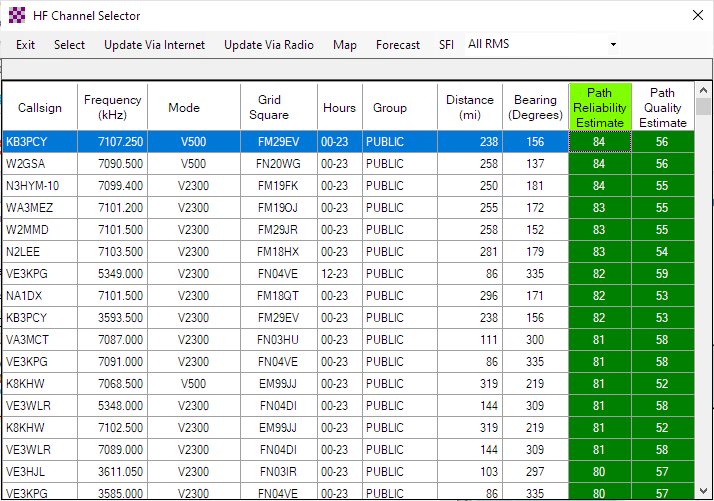 HF Channel Selector
Exit Select Update Via Internet Update Via Radio Map Forecast SFI All RMS
Callsign Frequency (kHz) Mode Grid Square Hours Group Distance (mi) Bearing (Degrees) Path Reliability Estimate Path Quality Estimate
KB3PCY 7107.250 V500 FM29EV 00-23 PUBLIC 238 156 84 56
W2GSA 7090.500 V500 FN20WG 00-23 PUBLIC 258 137 84 56
N3HYM-10 7099.400 V2300 FM19FK 00-23 PUBLIC 250 181 84 55
WA3MEZ 7101.200 V2300 FM19OJ 00-23 PUBLIC 255 172 83 55
W2MMD 7101.500 V2300 FM29JR 00-23 PUBLIC 258 152 83 55
N2LEE 7103.500 V2300 FM18HX 00-23 PUBLIC 281 179 83 54
VE3KPG 5349.000 V2300 FN04VE 12-23 PUBLIC 86 335 82 59
NA1DX 7101.500 V2300 FM18QT 00-23 PUBLIC 296 171 82 53
KB3PCY 3593.500 V2300 FM29EV 00-23 PUBLIC 238 156 82 53
VA3MCT 7087.000 V2300 FN03HU 00-23 PUBLIC 111 300 81 58
VE3KPG 7091.000 V2300 FN04VE 00-23 PUBLIC 86 335 81 58
K8KHW 7068.500 V500 EM99JJ 00-23 PUBLIC 319 219 81 52
VE3WLR 5348.000 V2300 FN04DI 00-23 PUBLIC 144 309 81 58
K8KHW 7102.500 V2300 EM99JJ 00-23 PUBLIC 319 219 81 52
VE3WLR 7089.000 V2300 FN04DI 00-23 PUBLIC 144 309 81 58
VE3HJL 3611.050 V2300 FN03IR 00-23 PUBLIC 103 297 80 57
VE3KPG 3585.000 V2300 FN04VE 00-23 PUBLIC 86 335 80 57